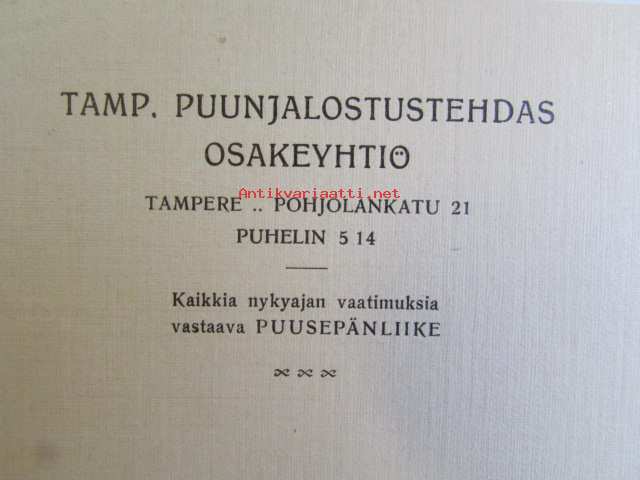 TAMP. PUUNJALOSTUSTEHDAS
OSAKEYHTIÖ
Antikvariaatti.net
TAMPERE .. POHJOLANKATU 21
PUHELIN 5 14
Kaikkia nykyajan vaatimuksia
vastaava PUUSEPÄNLIIKE